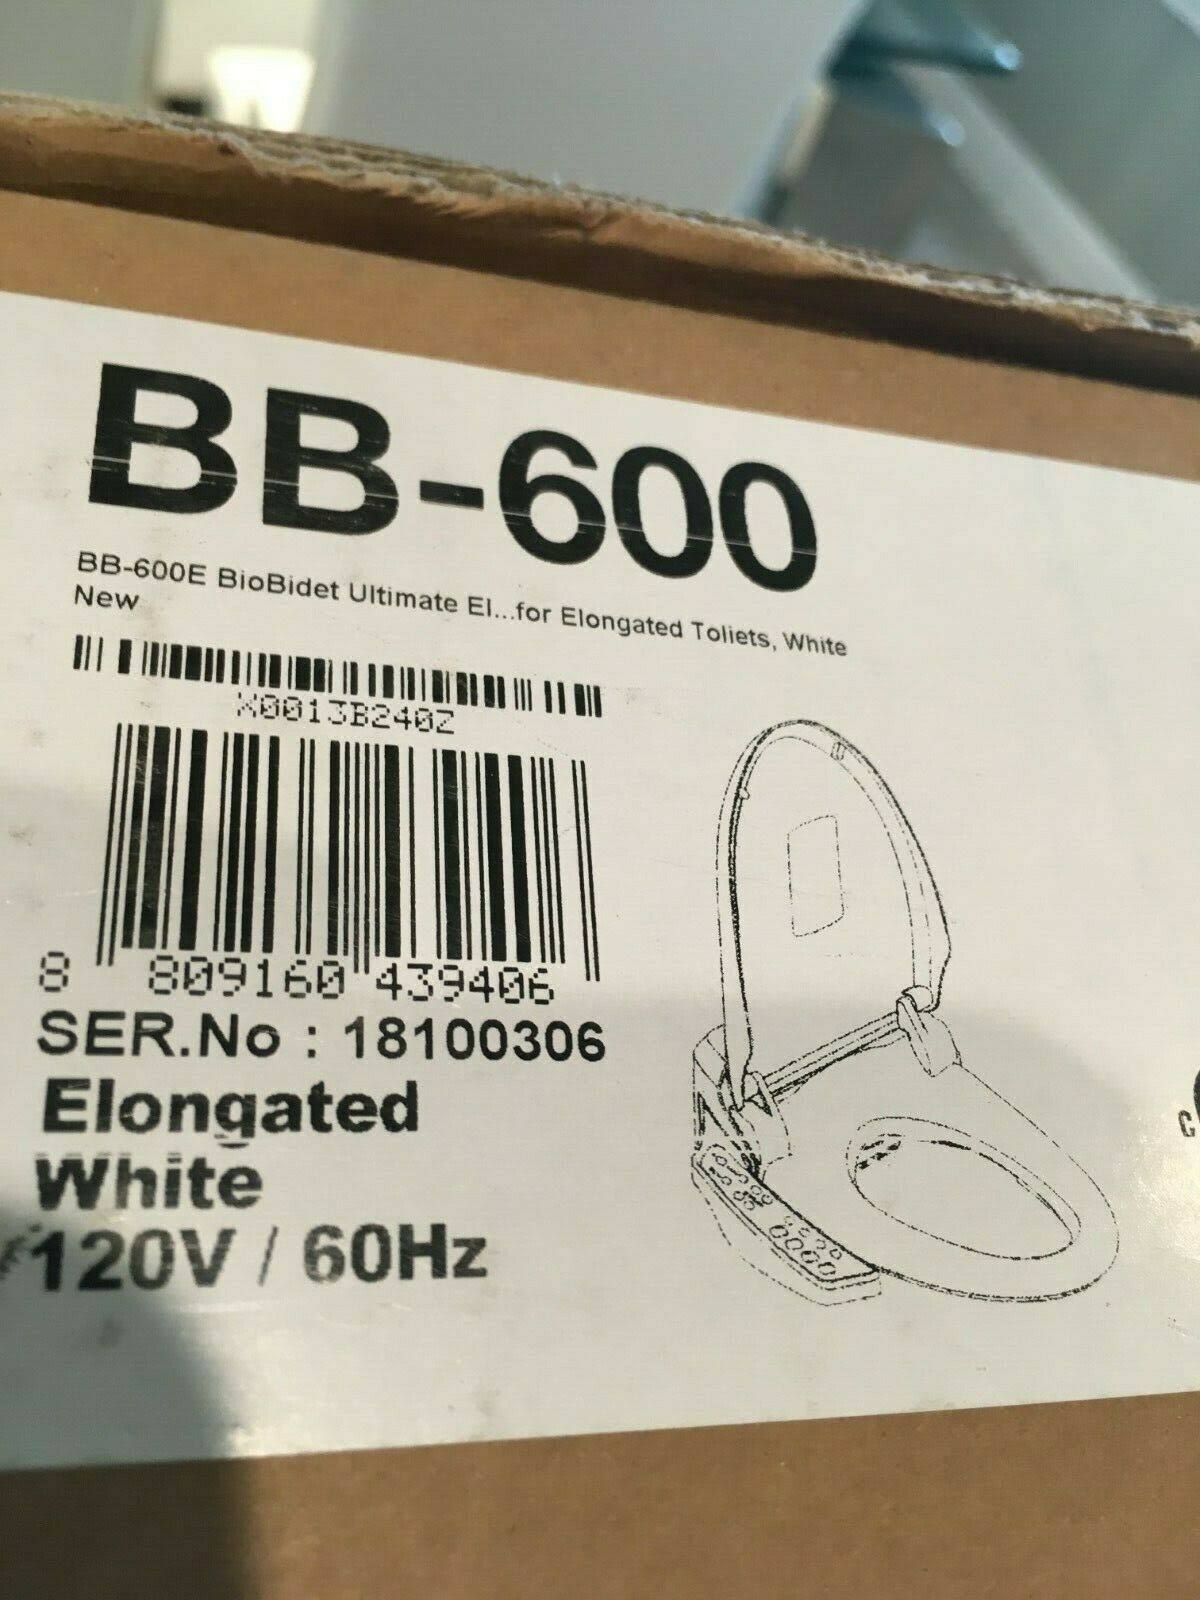 BB-600
BB-600E BioBidet Ultimate El...for Elongated Toliets, White
New
X0013B240Z
8 809160 439406
SER.No : 18100306
Elongated
White
120V / 60Hz
C